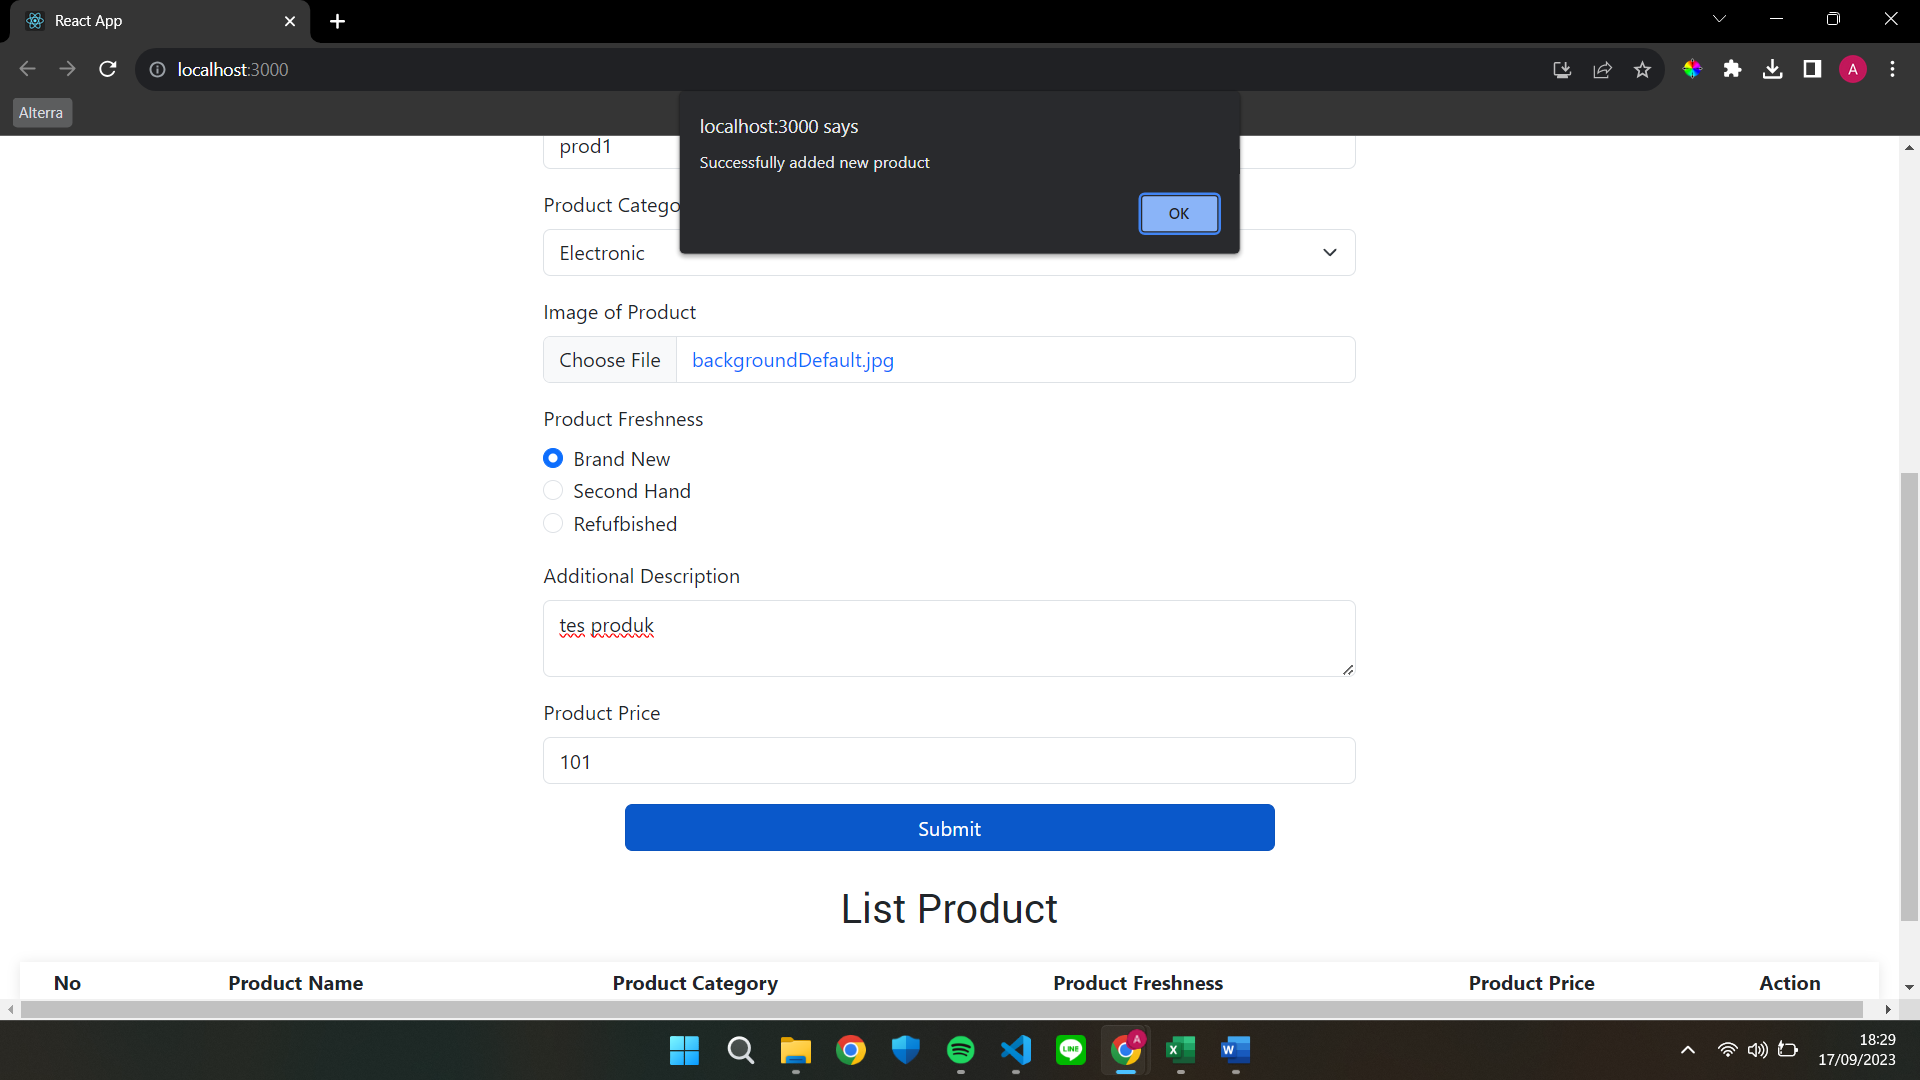 React App
localhost:3000
A
Alterra
localhost:3000 says
Successfully added new product
OK
prod1
Product Catego
Electronic
Image of Product
Choose File
backgroundDefault.jpg
Product Freshness
Brand New
Second Hand
Refufbished
Additional Description
tes produk
Product Price
101
Submit
List Product
No Product Name Product Category Product Freshness Product Price Action
LINE
A
X
W
18:29
17/09/2023